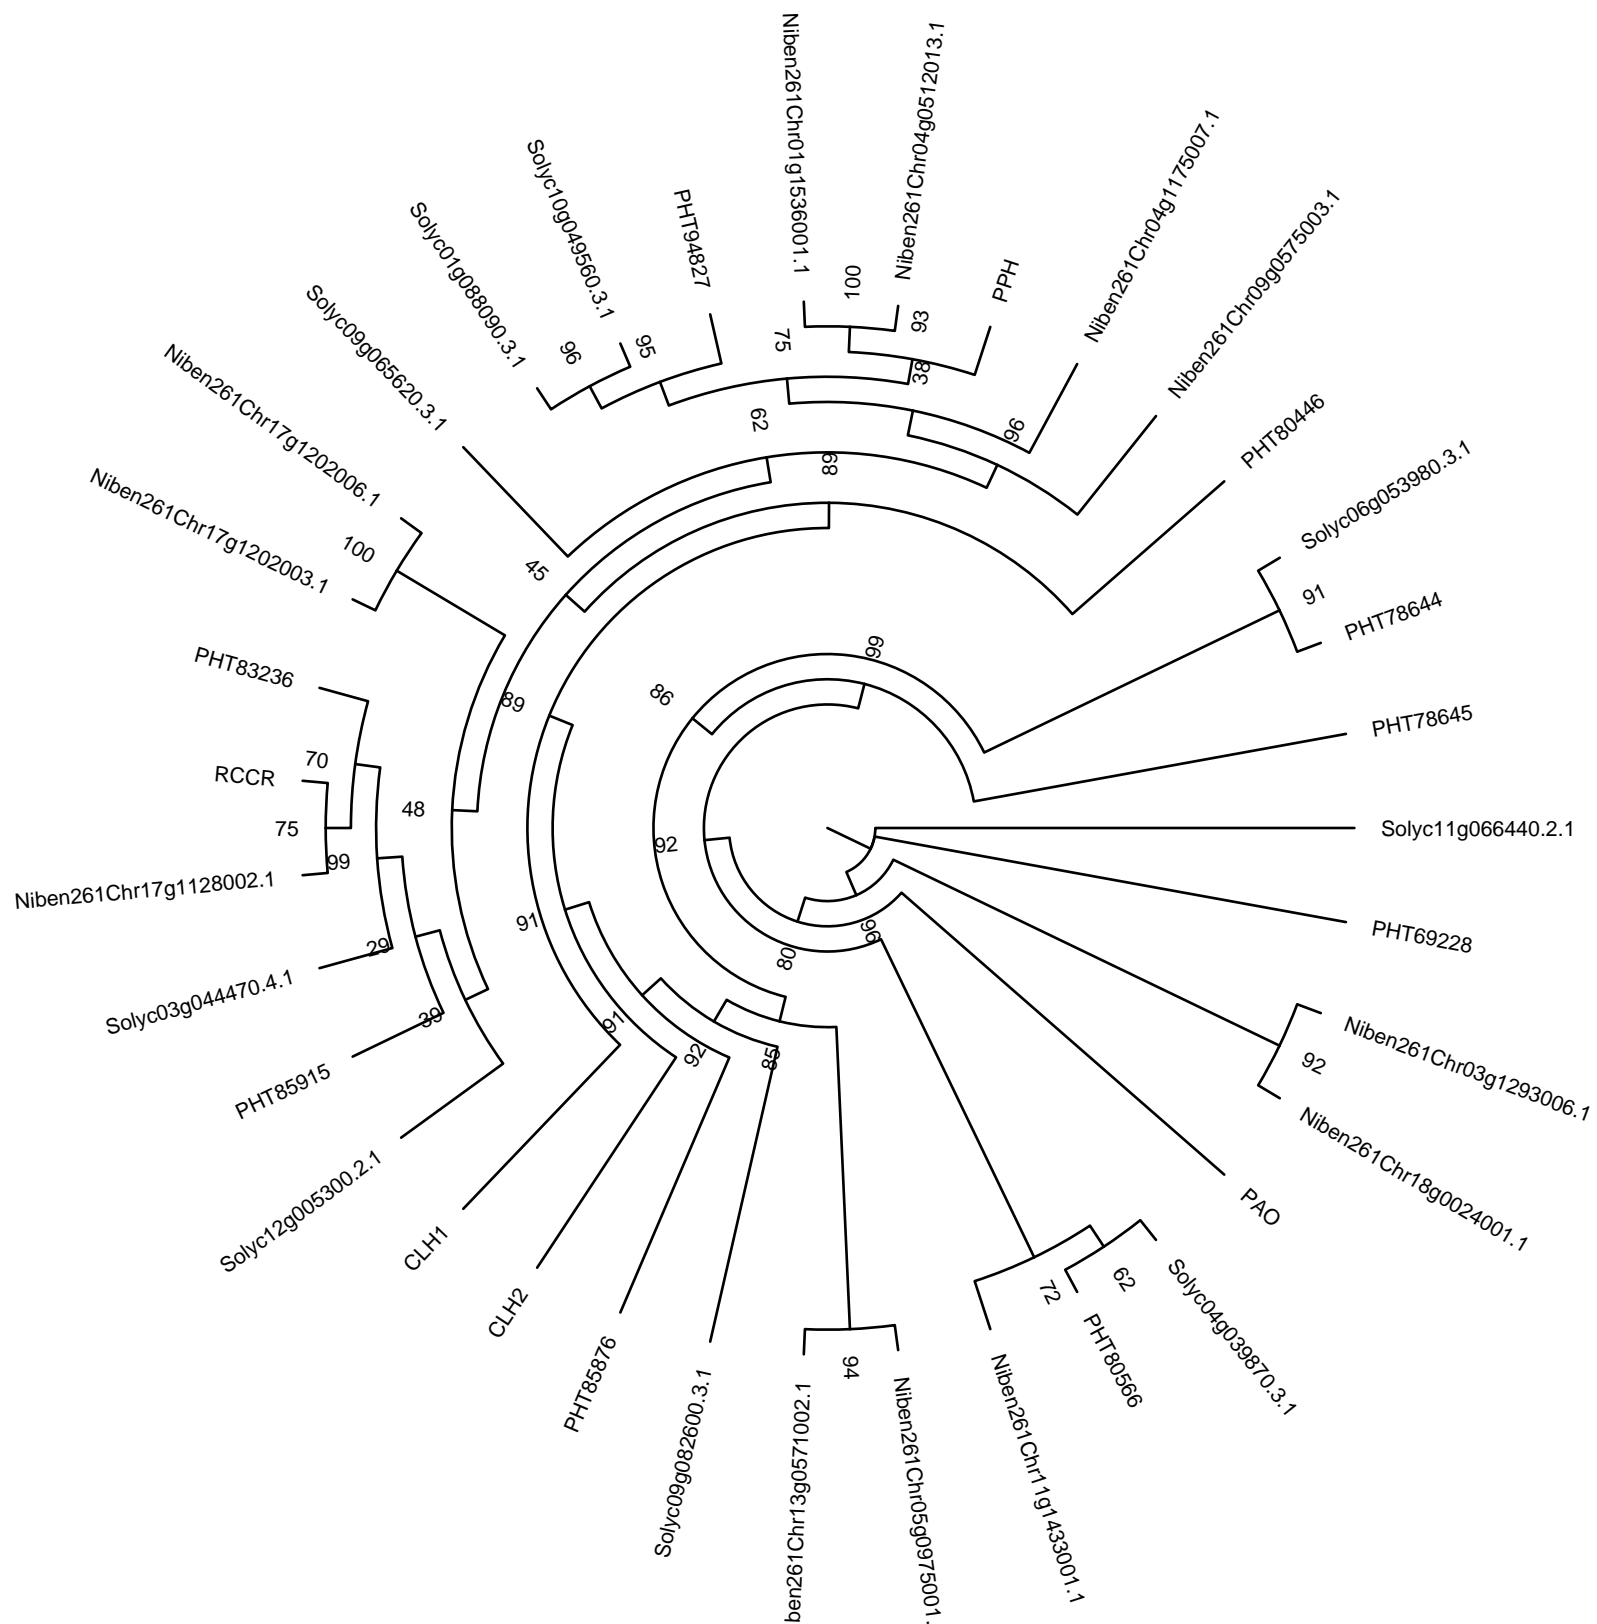 Niben261Chr01g1536001.1
Niben261Chr04g0512013.1
PPH
Niben261Chr04g1175007.1
Niben261Chr09g0575003.1
PHT80446
Solyc06g053980.3.1
PHT78644
PHT78645
Solyc11g066440.2.1
PHT69228
Niben261Chr03g1293006.1
Niben261Chr18g0024001.1
PAO
Solyc04g039870.3.1
PHT80566
Niben261Chr11g1433001.1
Niben261Chr05g0975001.
ben261Chr13g0571002.1
Solyc09g082600.3.1
PHT85876
CLH2
CLH1
Solyc12g005300.2.1
PHT85915
Solyc03g044470.4.1
Niben261Chr17g1128002.1
RCCR
PHT83236
Niben261Chr17g1202003.1
Niben261Chr17g1202006.1
Solyc09g065620.3.1
Solyc01g088090.3.1
Solyc10g049560.3.1
PHT94827
100
93
75
38
95
96
62
96
89
45
100
89
48
70
75
99
29
39
91
91
92
85
92
86
99
91
80
96
92
62
72
94